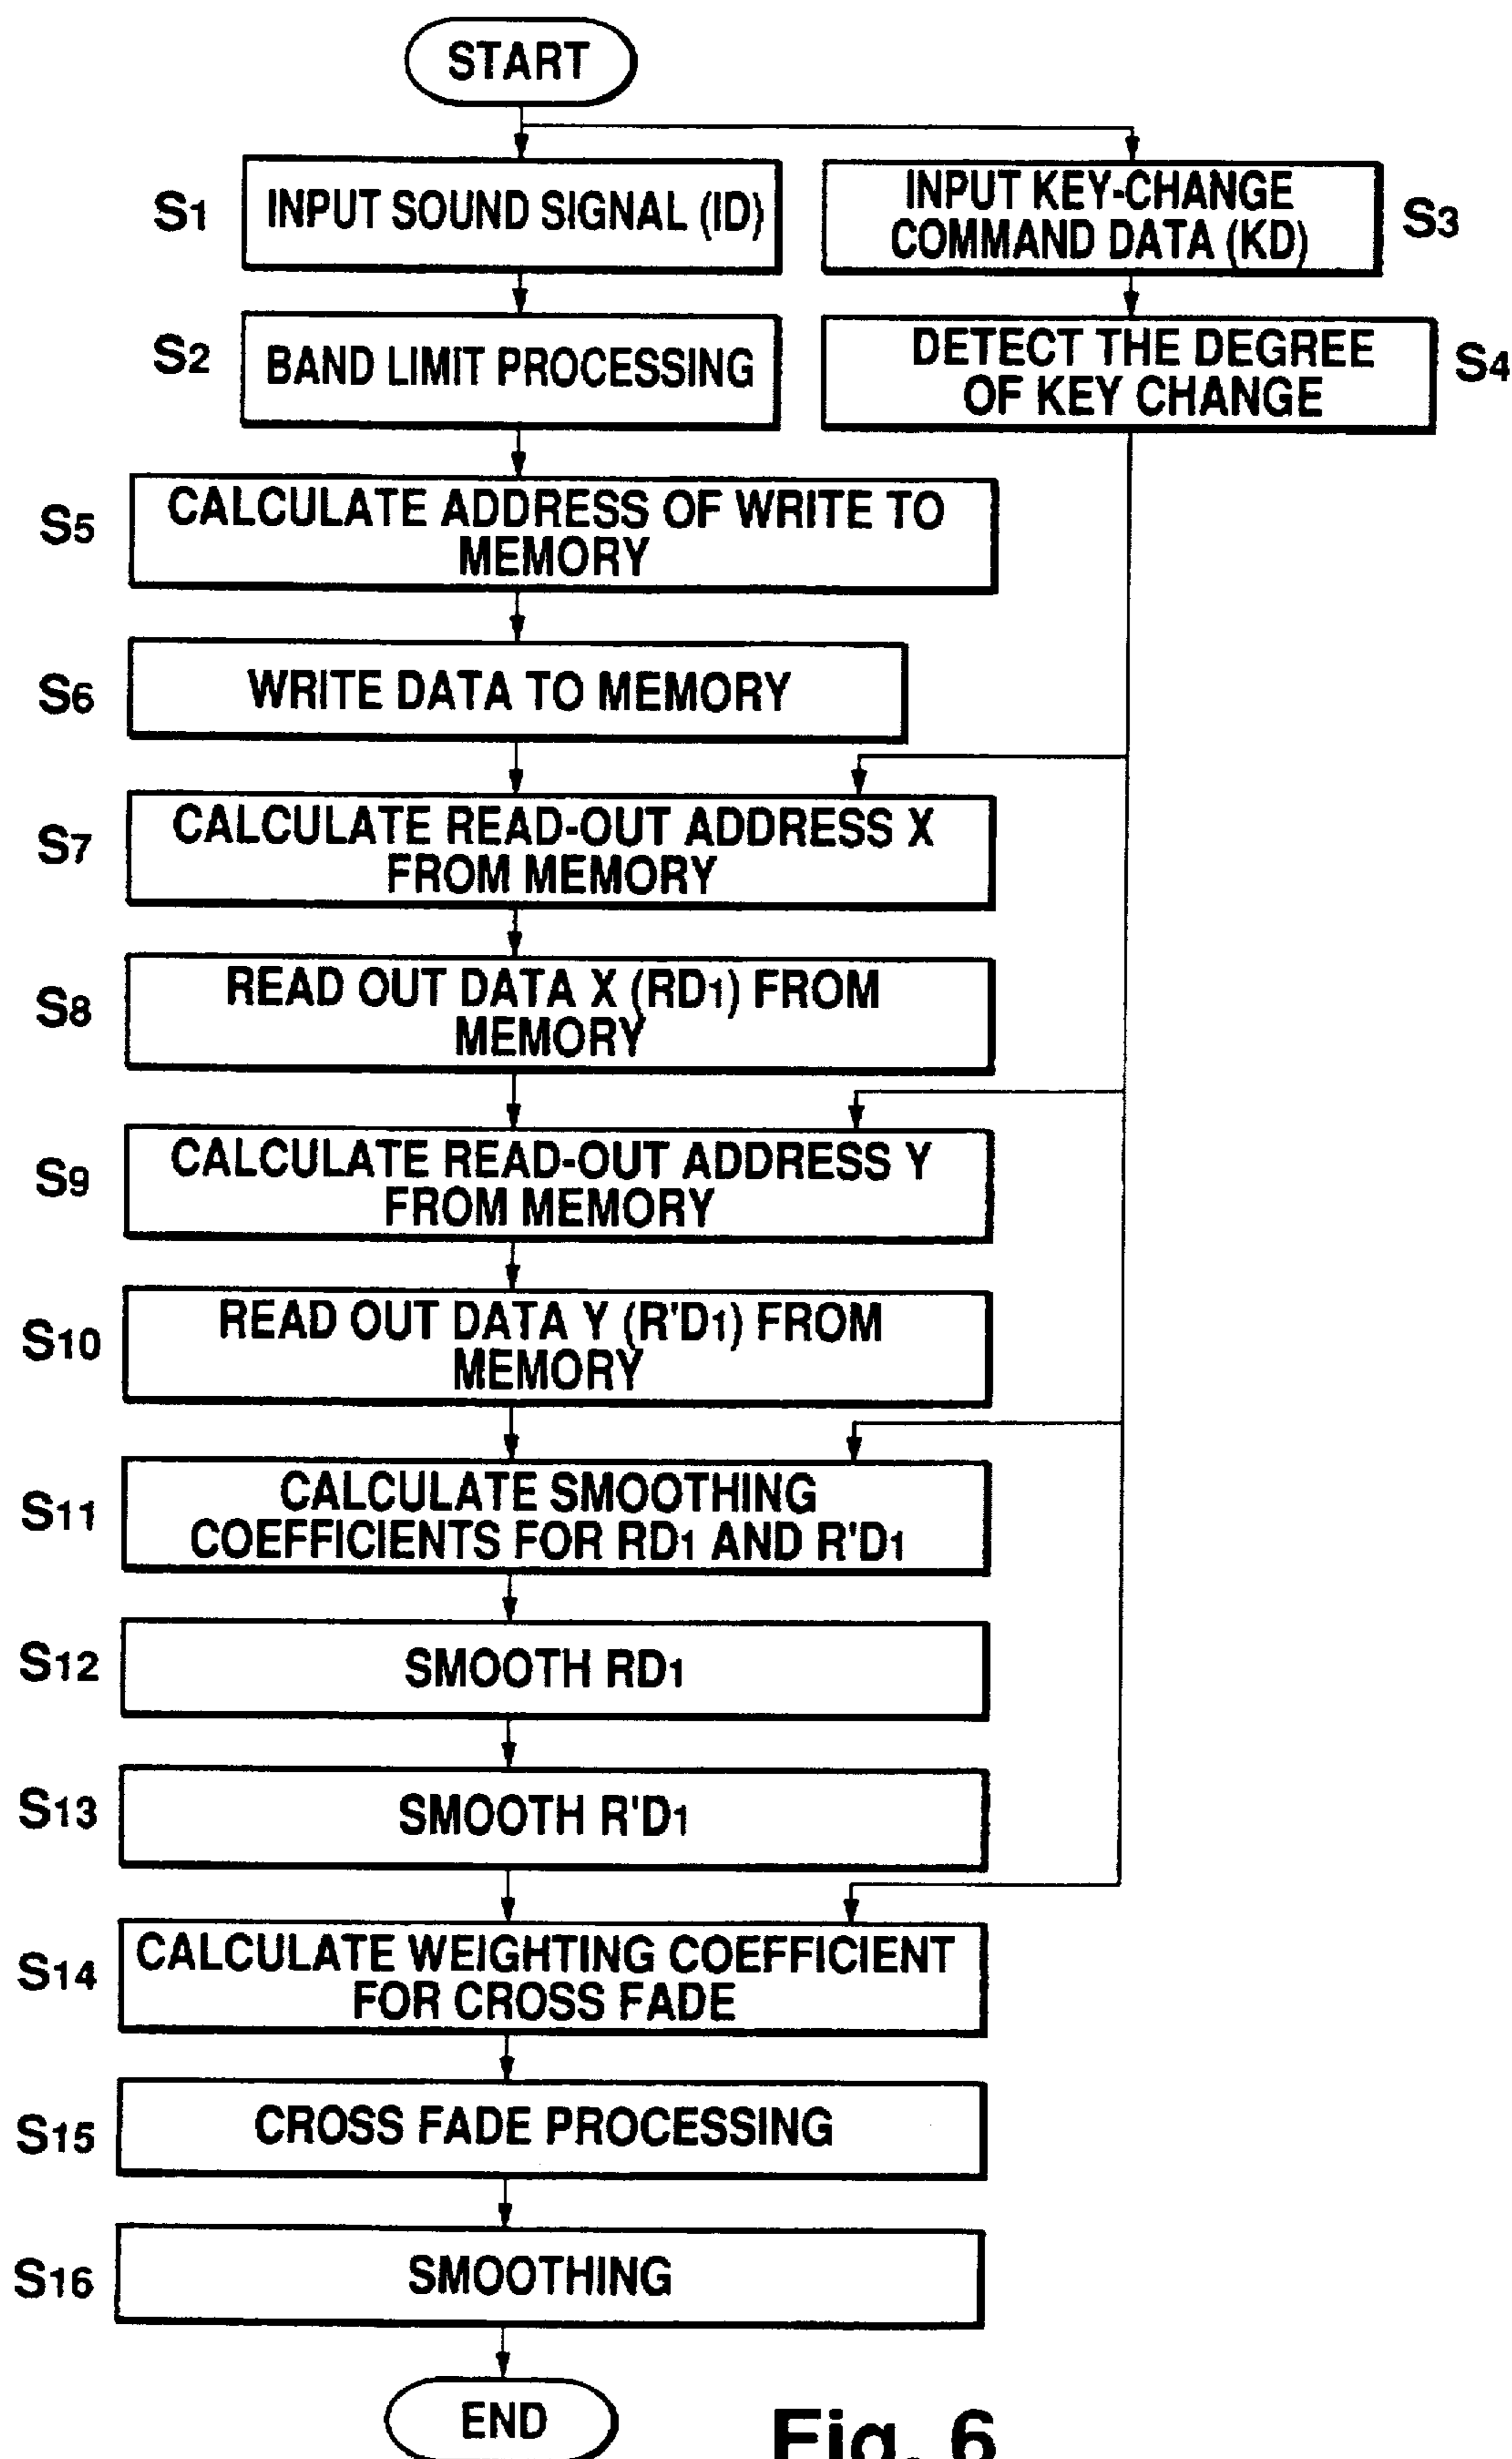 START
S1
INPUT SOUND SIGNAL (ID)
INPUT KEY-CHANGE
COMMAND DATA (KD)
S3
S2
BAND LIMIT PROCESSING
DETECT THE DEGREE
OF KEY CHANGE
S4
S5
CALCULATE ADDRESS OF WRITE TO
MEMORY
S6
WRITE DATA TO MEMORY
S7
CALCULATE READ-OUT ADDRESS X
FROM MEMORY
S8
READ OUT DATA X (RD1) FROM
MEMORY
S9
CALCULATE READ-OUT ADDRESS Y
FROM MEMORY
S10
READ OUT DATA Y (R'D1) FROM
MEMORY
S11
CALCULATE SMOOTHING
COEFFICIENTS FOR RD1 AND R'D1
S12
SMOOTH RD1
S13
SMOOTH R'D1
S14
CALCULATE WEIGHTING COEFFICIENT
FOR CROSS FADE
S15
CROSS FADE PROCESSING
S16
SMOOTHING
END
Fig. 6